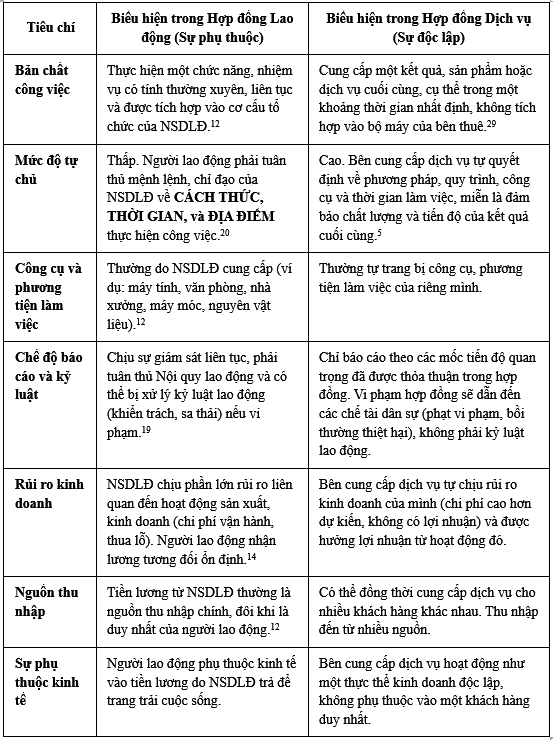 Tiêu chí
Biểu hiện trong Hợp đồng Lao
động (Sự phụ thuộc)
Biểu hiện trong Hợp đồng Dịch vụ
(Sự độc lập)
Bản chất
công việc
Thực hiện một chức năng, nhiệm
vụ có tính thường xuyên, liên tục
và được tích hợp vào cơ cấu tổ
chức của NSDLĐ.12
Cung cấp một kết quả, sản phẩm hoặc
dịch vụ cuối cùng, cụ thể trong một
khoảng thời gian nhất định, không tích
hợp vào bộ máy của bên thuê.29
Mức độ tự
chủ
Thấp. Người lao động phải tuân
thủ mệnh lệnh, chỉ đạo của
NSDLĐ về CÁCH THỨC,
THỜI GIAN, và ĐỊA ĐIỂM
thực hiện công việc.20
Cao. Bên cung cấp dịch vụ tự quyết
định về phương pháp, quy trình, công
cụ và thời gian làm việc, miễn là đảm
bảo chất lượng và tiến độ của kết quả
cuối cùng.5
Công cụ và
phương
tiện làm
việc
Thường do NSDLĐ cung cấp (ví
dụ: máy tính, văn phòng, nhà
xưởng, máy móc, nguyên vật
liệu).12
Thường tự trang bị công cụ, phương
tiện làm việc của riêng mình.
Chế độ báo
cáo và kỷ
luật
Chịu sự giám sát liên tục, phải
tuân thủ Nội quy lao động và có
thể bị xử lý kỷ luật lao động
(khiển trách, sa thải) nếu vi
phạm.19
Chỉ báo cáo theo các mốc tiến độ quan
trọng đã được thỏa thuận trong hợp
đồng. Vi phạm hợp đồng sẽ dẫn đến
các chế tài dân sự (phạt vi phạm, bồi
thường thiệt hại), không phải kỷ luật
lao động.
Rủi ro kinh
doanh
NSDLĐ chịu phần lớn rủi ro liên
quan đến hoạt động sản xuất,
kinh doanh (chi phí vận hành,
thua lỗ). Người lao động nhận
lương tương đối ổn định.14
Bên cung cấp dịch vụ tự chịu rủi ro
kinh doanh của mình (chi phí cao hơn
dự kiến, không có lợi nhuận) và được
hưởng lợi nhuận từ hoạt động đó.
Nguồn thu
nhập
Tiền lương từ NSDLĐ thường là
nguồn thu nhập chính, đôi khi là
duy nhất của người lao động.12
Có thể đồng thời cung cấp dịch vụ cho
nhiều khách hàng khác nhau. Thu nhập
đến từ nhiều nguồn.
Sự phụ
thuộc kinh
tế
Người lao động phụ thuộc kinh tế
vào tiền lương do NSDLĐ trả để
trang trải cuộc sống.
Bên cung cấp dịch vụ hoạt động như
một thực thể kinh doanh độc lập,
không phụ thuộc vào một khách hàng
duy nhất.